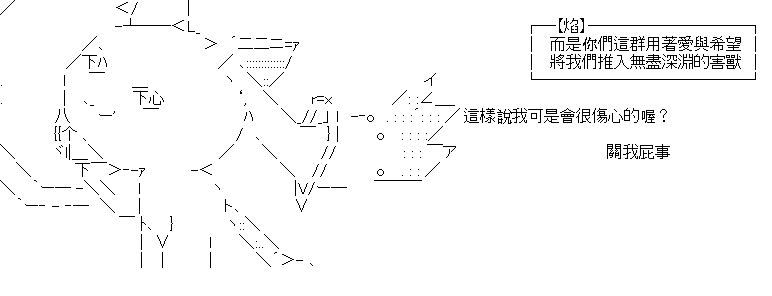 【焰】
而是你們這群用著愛與希望
將我們推入無盡深淵的害獸
這樣說我可是會很傷心的喔？
關我屁事